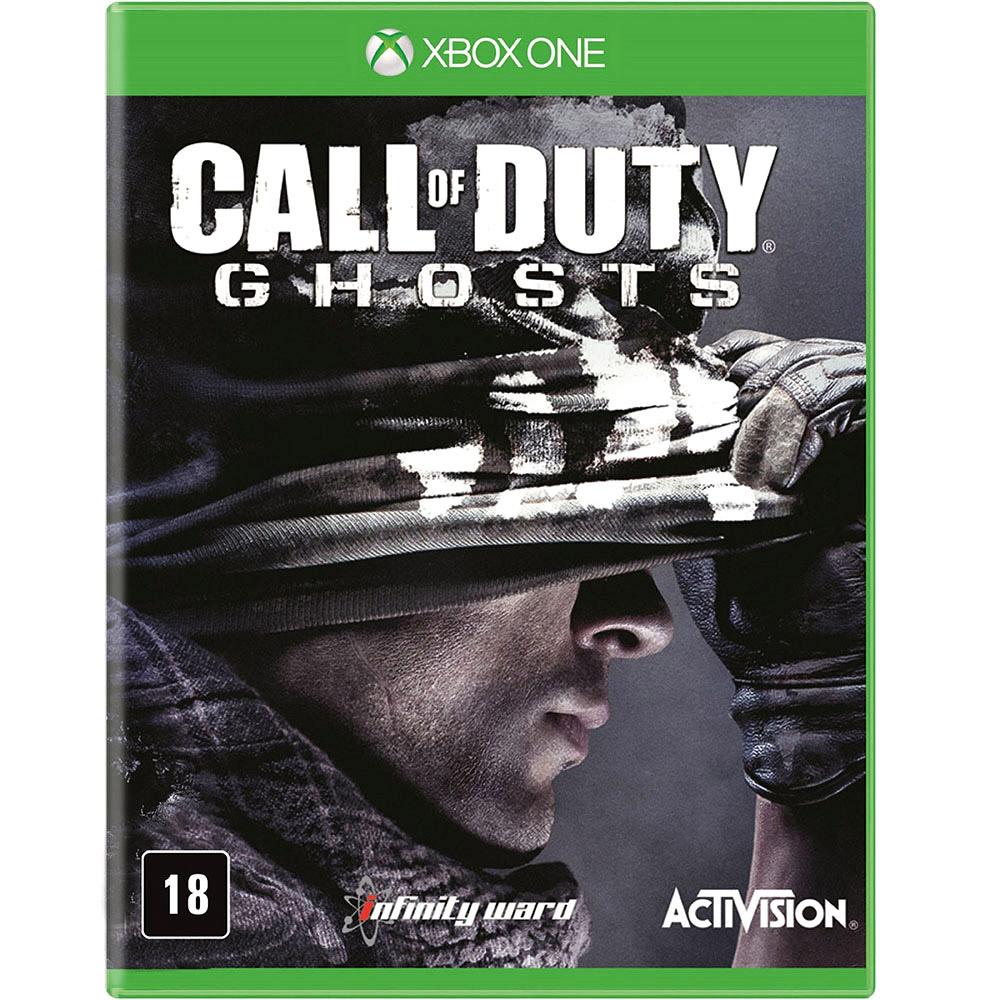 XBOX ONE
CALL OF DUTY®
GHOSTS
18
infinity ward
ACTIVISION®